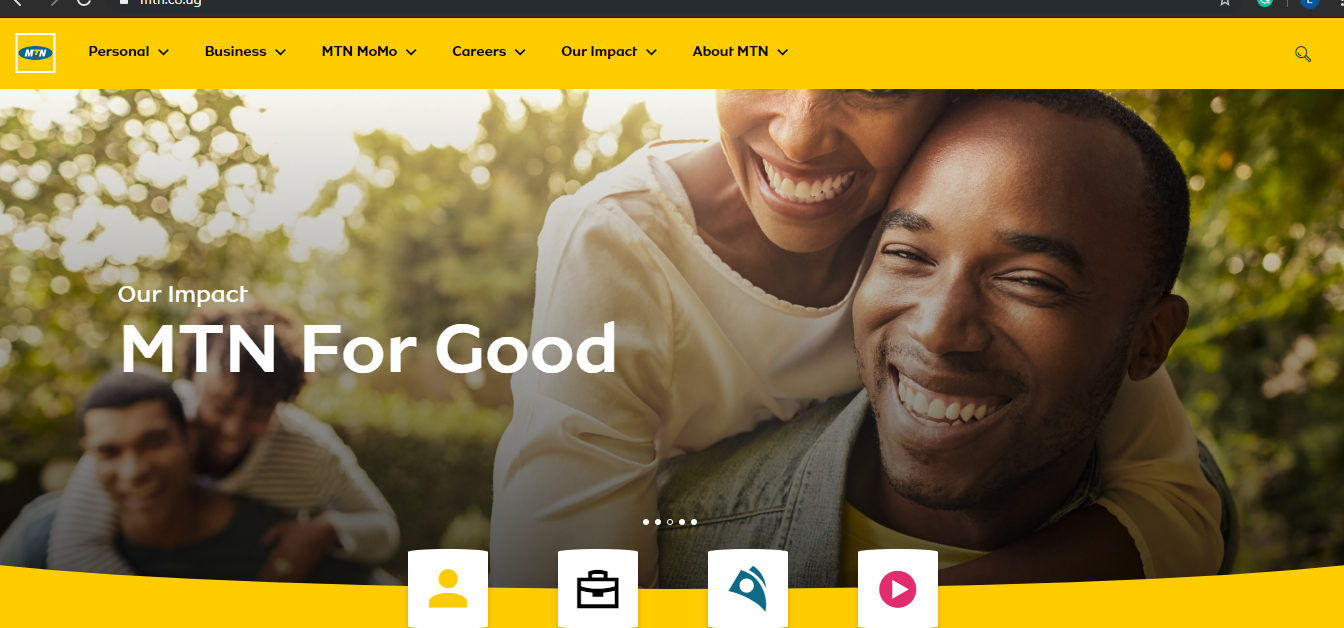 mtn.co.ug
MTN
Personal
Business
MTN MoMo
Careers
Our Impact
About MTN
Our Impact
MTN For Good